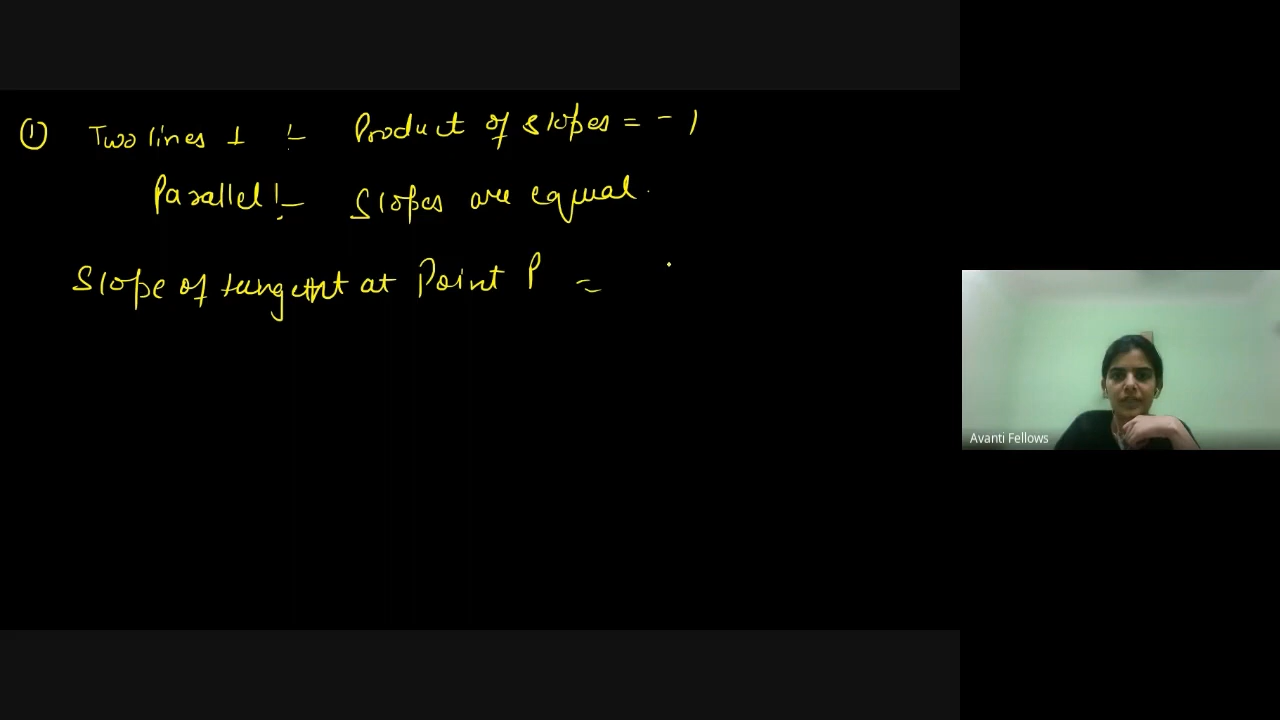 ① Two lines ⊥ :- Product of slopes = -1
Parallel :- Slopes are equal.
Slope of tangent at Point P =
Avanti Fellows